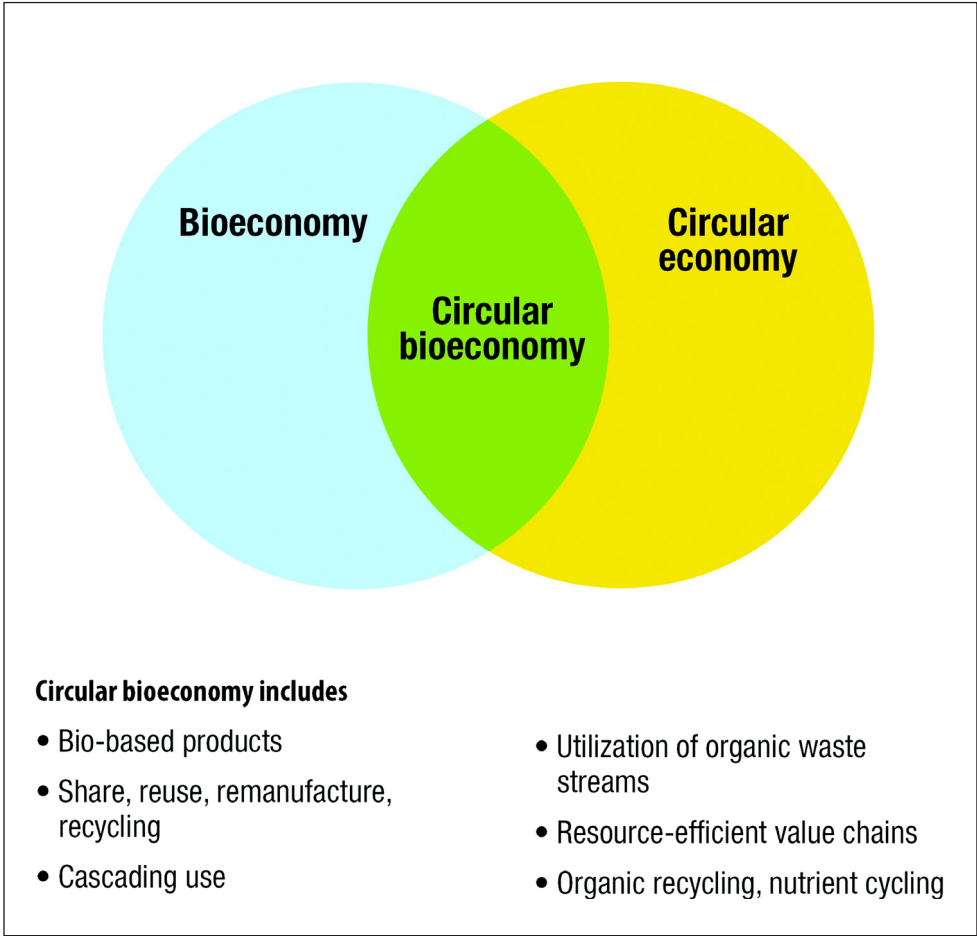 Bioeconomy
Circular
economy
Circular
bioeconomy
Circular bioeconomy includes
• Bio-based products
• Share, reuse, remanufacture,
recycling
• Cascading use
• Utilization of organic waste
streams
• Resource-efficient value chains
• Organic recycling, nutrient cycling